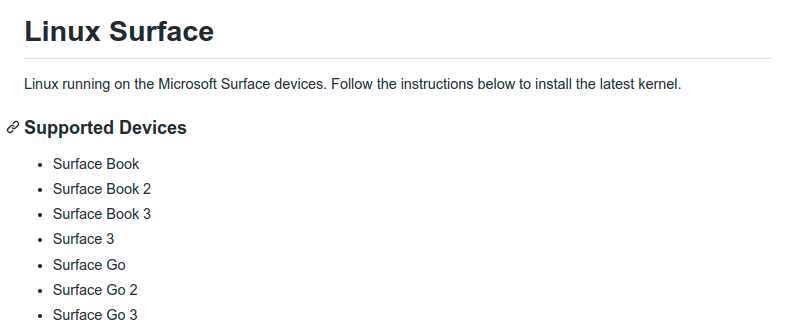 Linux Surface
Linux running on the Microsoft Surface devices. Follow the instructions below to install the latest kernel.
Supported Devices
Surface Book
Surface Book 2
Surface Book 3
Surface 3
Surface Go
Surface Go 2
Surface Go 3